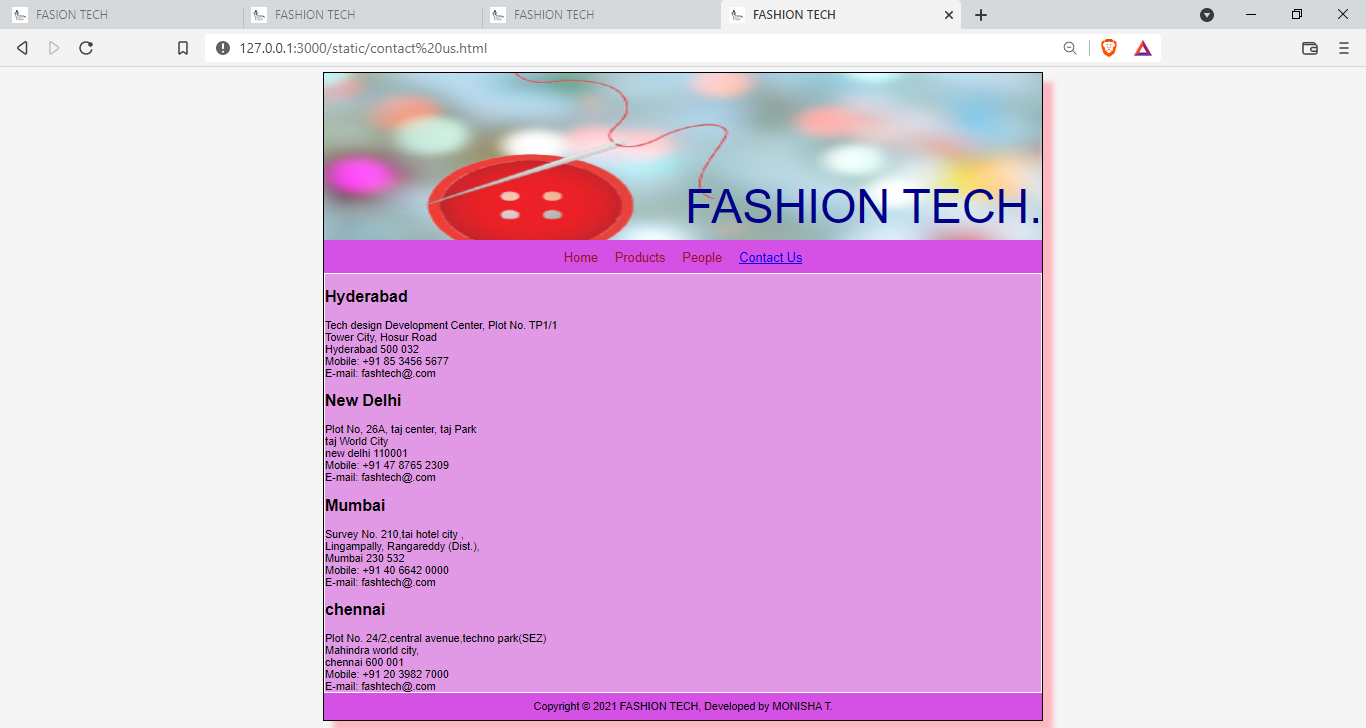 FASION TECH
FASHION TECH
FASHION TECH
FASHION TECH
127.0.0.1:3000/static/contact%20us.html
FASHION TECH.
Home Products People Contact Us
Hyderabad
Tech design Development Center, Plot No. TP1/1
Tower City, Hosur Road
Hyderabad 500 032
Mobile: +91 85 3456 5677
E-mail: fashtech@.com
New Delhi
Plot No, 26A, taj center, taj Park
taj World City
new delhi 110001
Mobile: +91 47 8765 2309
E-mail: fashtech@.com
Mumbai
Survey No. 210,tai hotel city ,
Lingampally, Rangareddy (Dist.),
Mumbai 230 532
Mobile: +91 40 6642 0000
E-mail: fashtech@.com
chennai
Plot No. 24/2,central avenue,techno park(SEZ)
Mahindra world city,
chennai 600 001
Mobile: +91 20 3982 7000
E-mail: fashtech@.com
Copyright © 2021 FASHION TECH, Developed by MONISHA T.